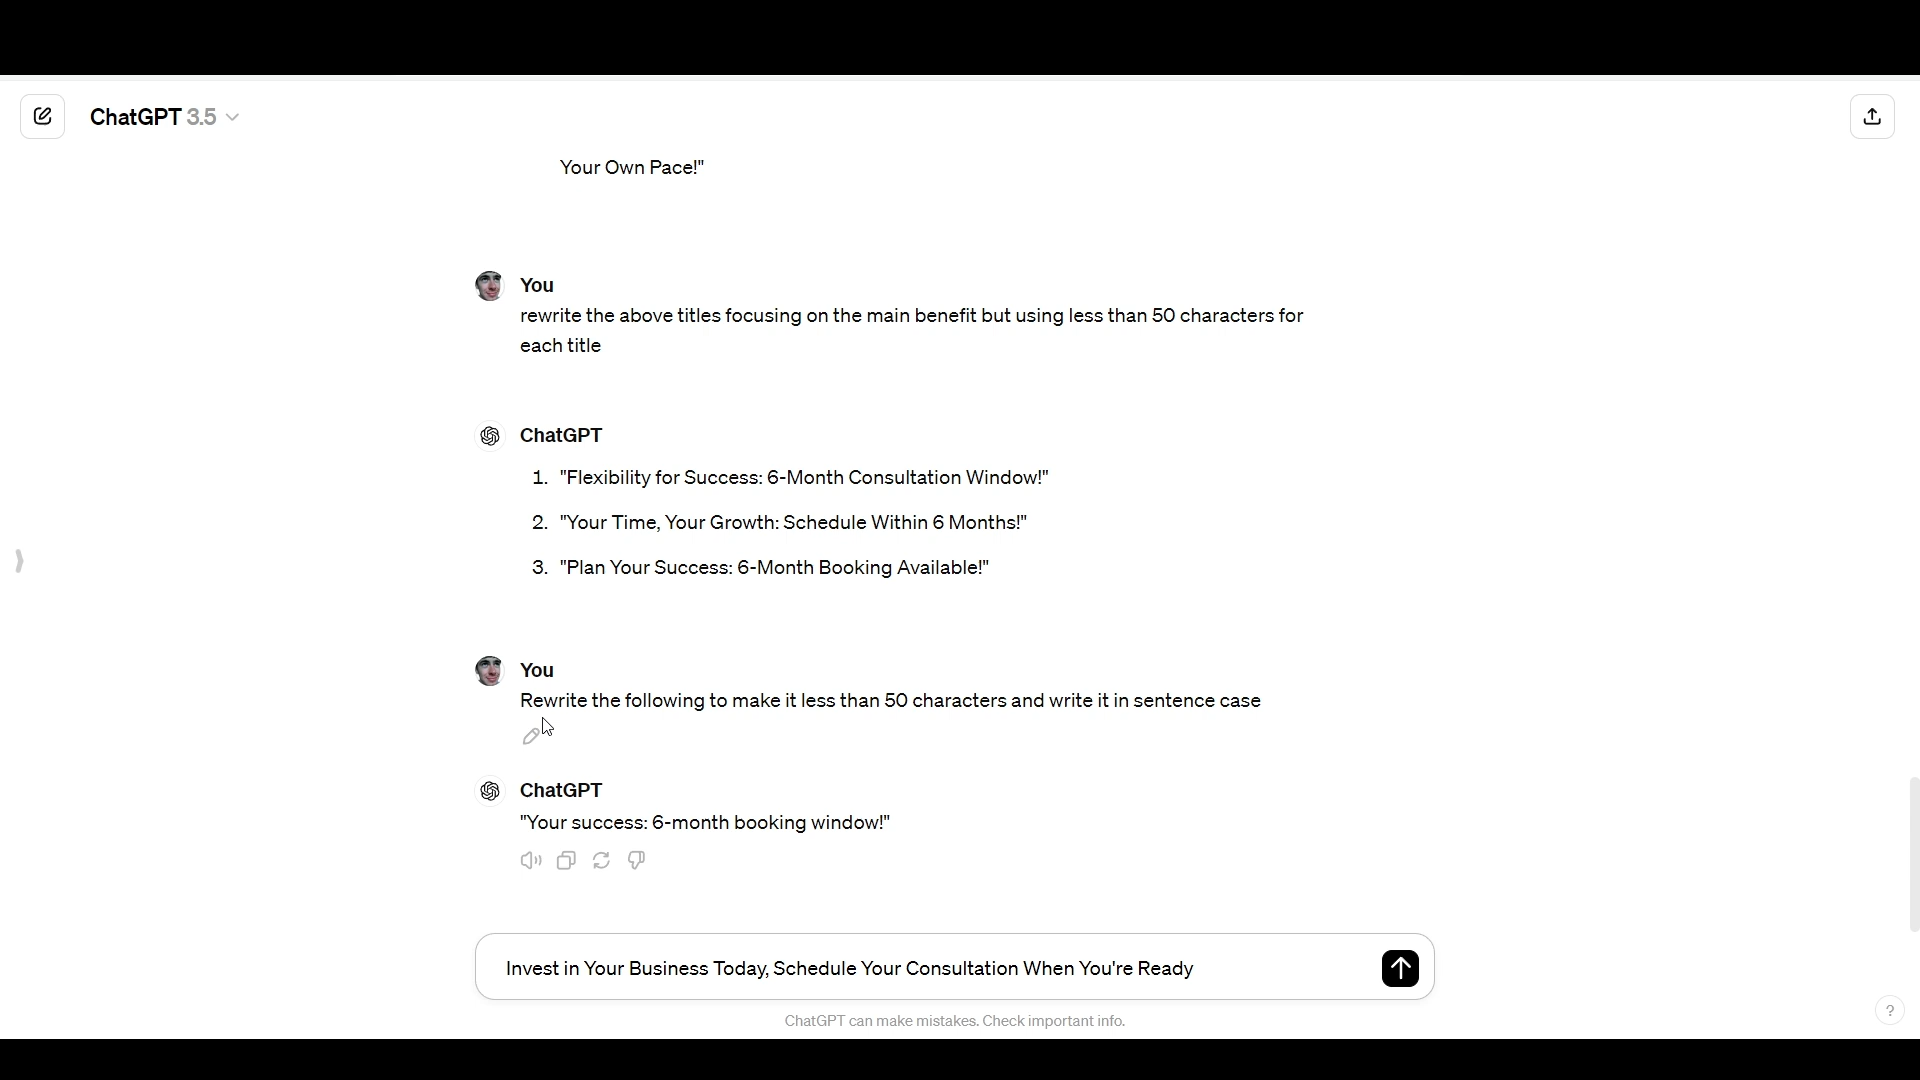 ChatGPT 3.5
Your Own Pace!"
You
rewrite the above titles focusing on the main benefit but using less than 50 characters for
each title
ChatGPT
1. "Flexibility for Success: 6-Month Consultation Window!"
2. "Your Time, Your Growth: Schedule Within 6 Months!"
3. "Plan Your Success: 6-Month Booking Available!"
You
Rewrite the following to make it less than 50 characters and write it in sentence case
ChatGPT
"Your success: 6-month booking window!"
Invest in Your Business Today, Schedule Your Consultation When You're Ready
ChatGPT can make mistakes. Check important info.
?